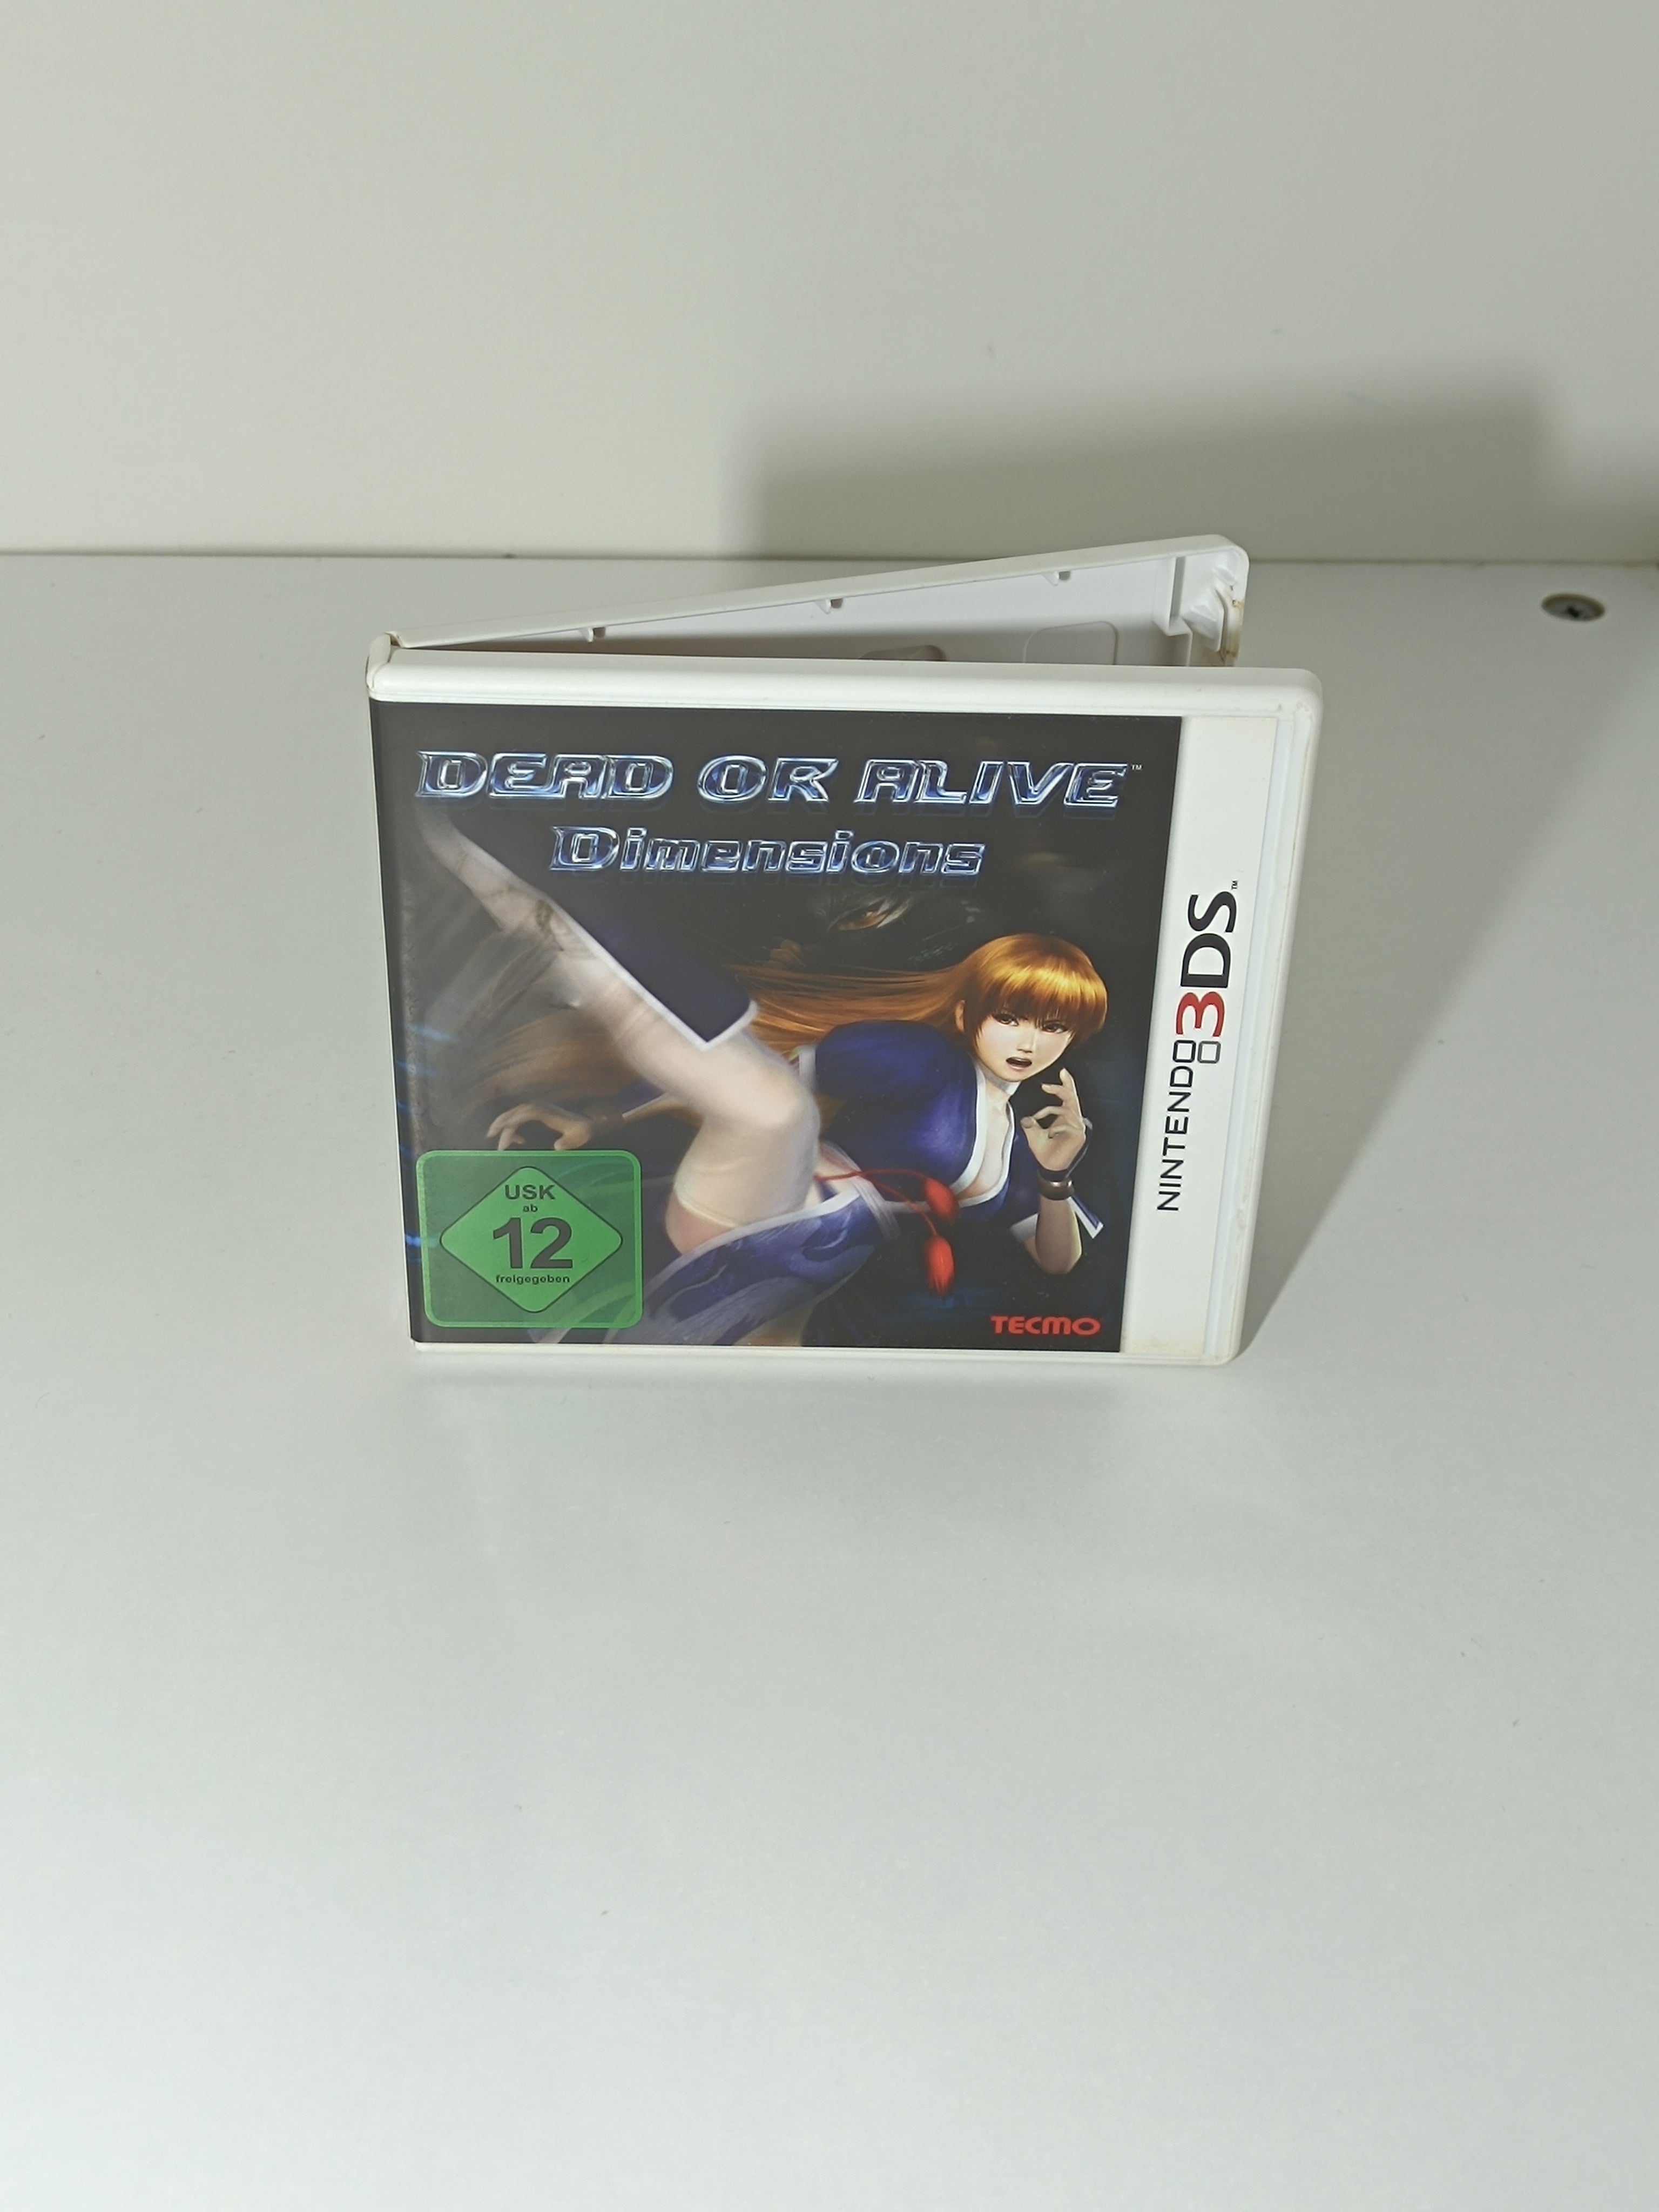 DEAD OR ALIVE™
Dimensions
NINTENDO 3DS™
USK
ab
12
freigegeben
TECMO